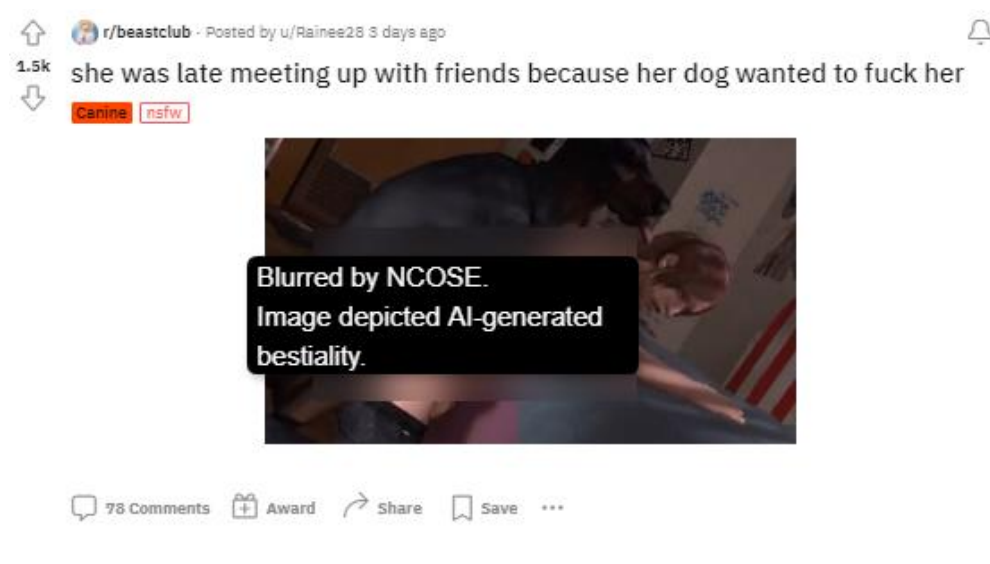 r/beastclub · Posted by u/Rainee28 3 days ago
1.5k
she was late meeting up with friends because her dog wanted to fuck her
Canine nsfw
Blurred by NCOSE.
Image depicted AI-generated
bestiality.
78 Comments Award Share Save ...